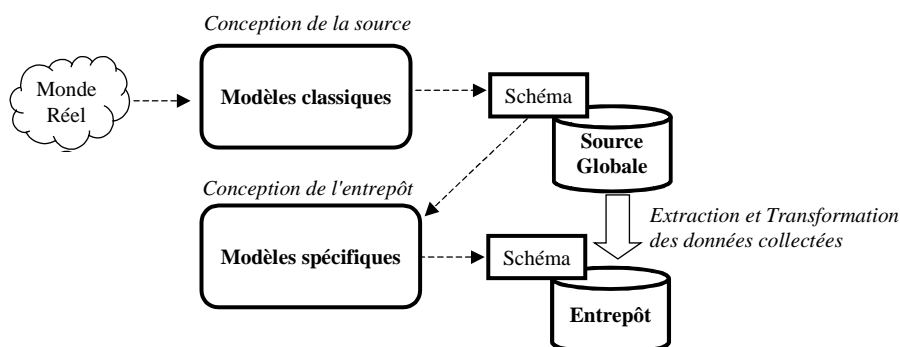 Conception de la source
Monde
Réel
Modèles classiques
Schéma
Source
Globale
Conception de l'entrepôt
Extraction et Transformation
des données collectées
Modèles spécifiques
Schéma
Entrepôt